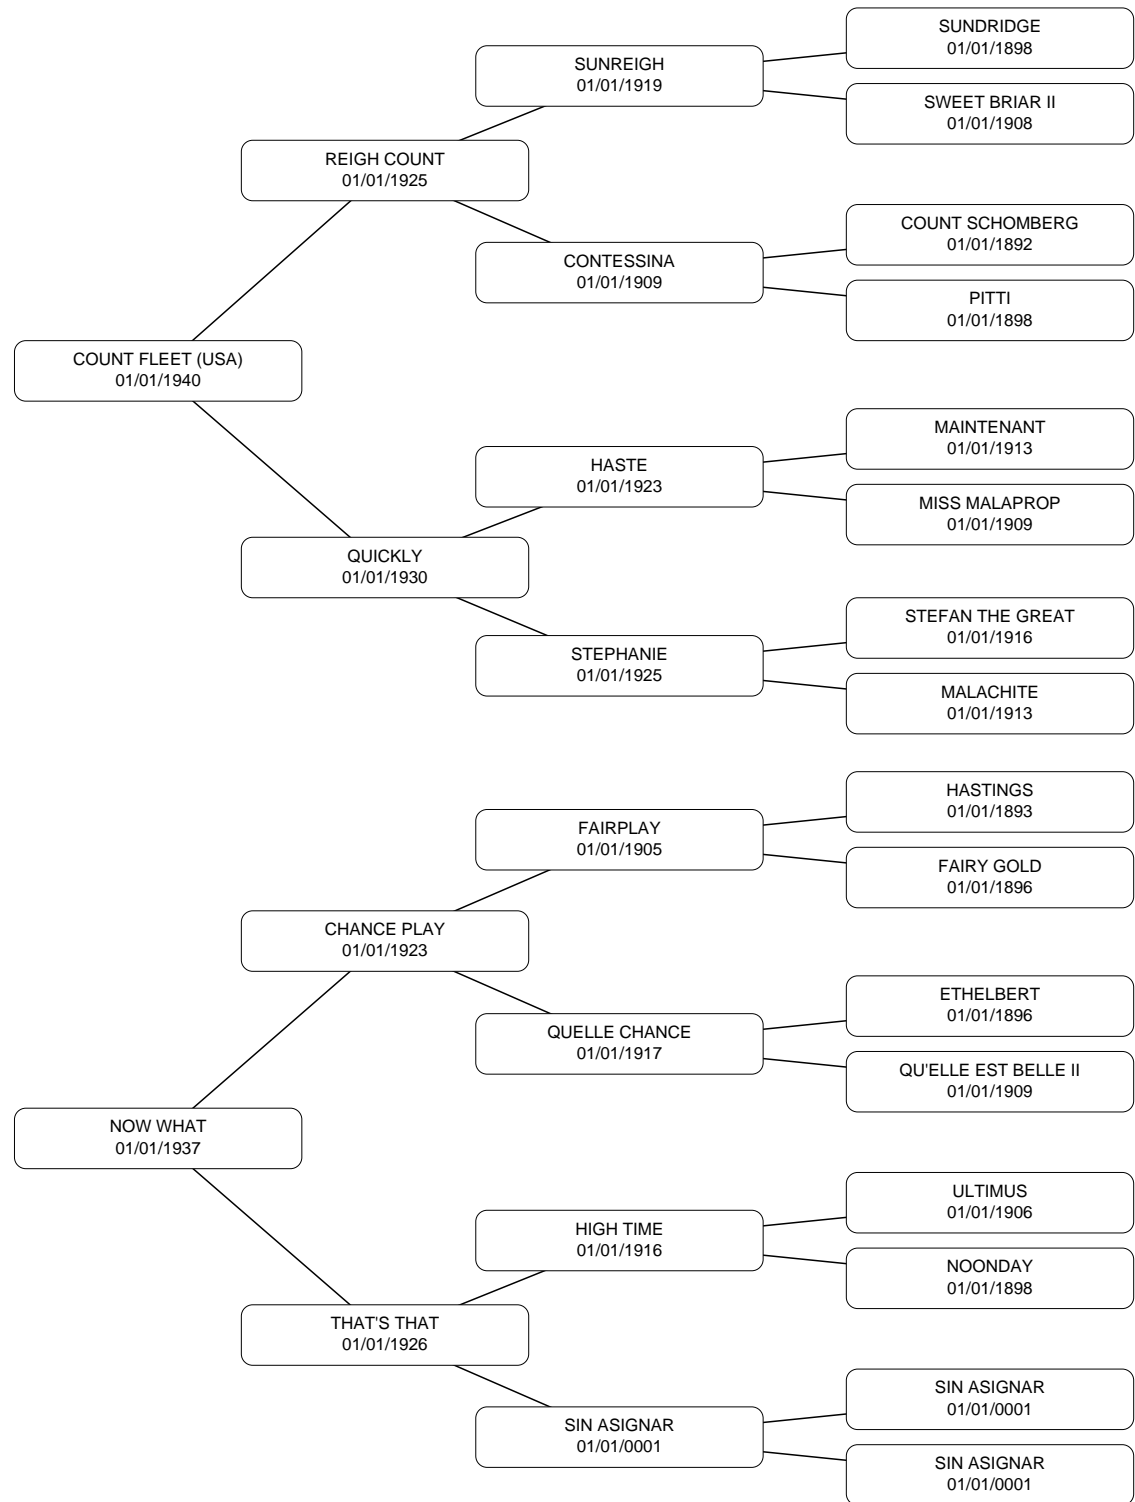 SUNDRIDGE
01/01/1898
SUNREIGH
01/01/1919
SWEET BRIAR II
01/01/1908
REIGH COUNT
01/01/1925
COUNT SCHOMBERG
01/01/1892
CONTESSINA
01/01/1909
PITTI
01/01/1898
COUNT FLEET (USA)
01/01/1940
MAINTENANT
01/01/1913
HASTE
01/01/1923
MISS MALAPROP
01/01/1909
QUICKLY
01/01/1930
STEFAN THE GREAT
01/01/1916
STEPHANIE
01/01/1925
MALACHITE
01/01/1913
HASTINGS
01/01/1893
FAIRPLAY
01/01/1905
FAIRY GOLD
01/01/1896
CHANCE PLAY
01/01/1923
ETHELBERT
01/01/1896
QUELLE CHANCE
01/01/1917
QU'ELLE EST BELLE II
01/01/1909
NOW WHAT
01/01/1937
ULTIMUS
01/01/1906
HIGH TIME
01/01/1916
NOONDAY
01/01/1898
THAT'S THAT
01/01/1926
SIN ASIGNAR
01/01/0001
SIN ASIGNAR
01/01/0001
SIN ASIGNAR
01/01/0001